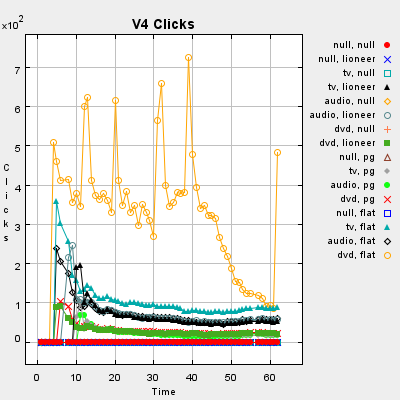 V4 Clicks
x10²
7
6
5
4
3
2
1
0
Clicks
0 10 20 30 40 50 60
Time
null, null
null, lioneer
tv, null
tv, lioneer
audio, null
audio, lioneer
dvd, null
dvd, lioneer
null, pg
tv, pg
audio, pg
dvd, pg
null, flat
tv, flat
audio, flat
dvd, flat